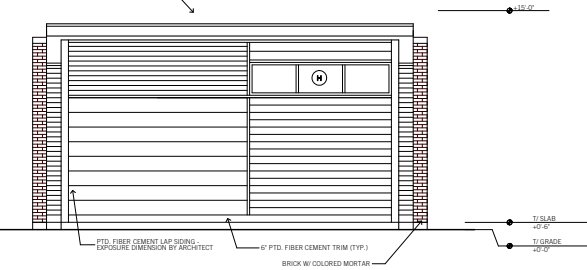 +15'-0"
H
T/ SLAB
+0'-6"
T/ GRADE
+0'-0"
PTD. FIBER CEMENT LAP SIDING -
EXPOSURE DIMENSION BY ARCHITECT
6" PTD. FIBER CEMENT TRIM (TYP.)
BRICK W/ COLORED MORTAR